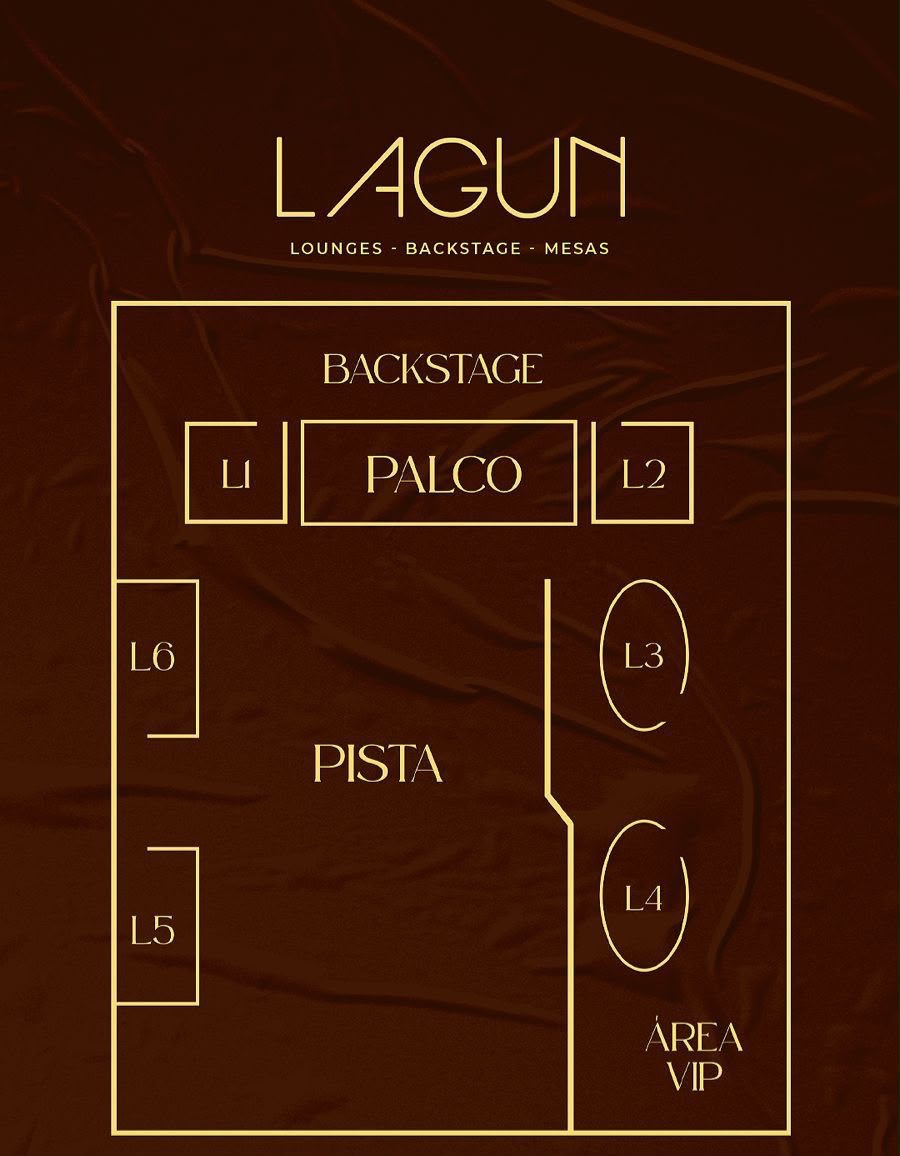 LAGUN
LOUNGES - BACKSTAGE - MESAS
BACKSTAGE
L1
PALCO
L2
L6
L3
PISTA
L5
L4
ÁREA
VIP